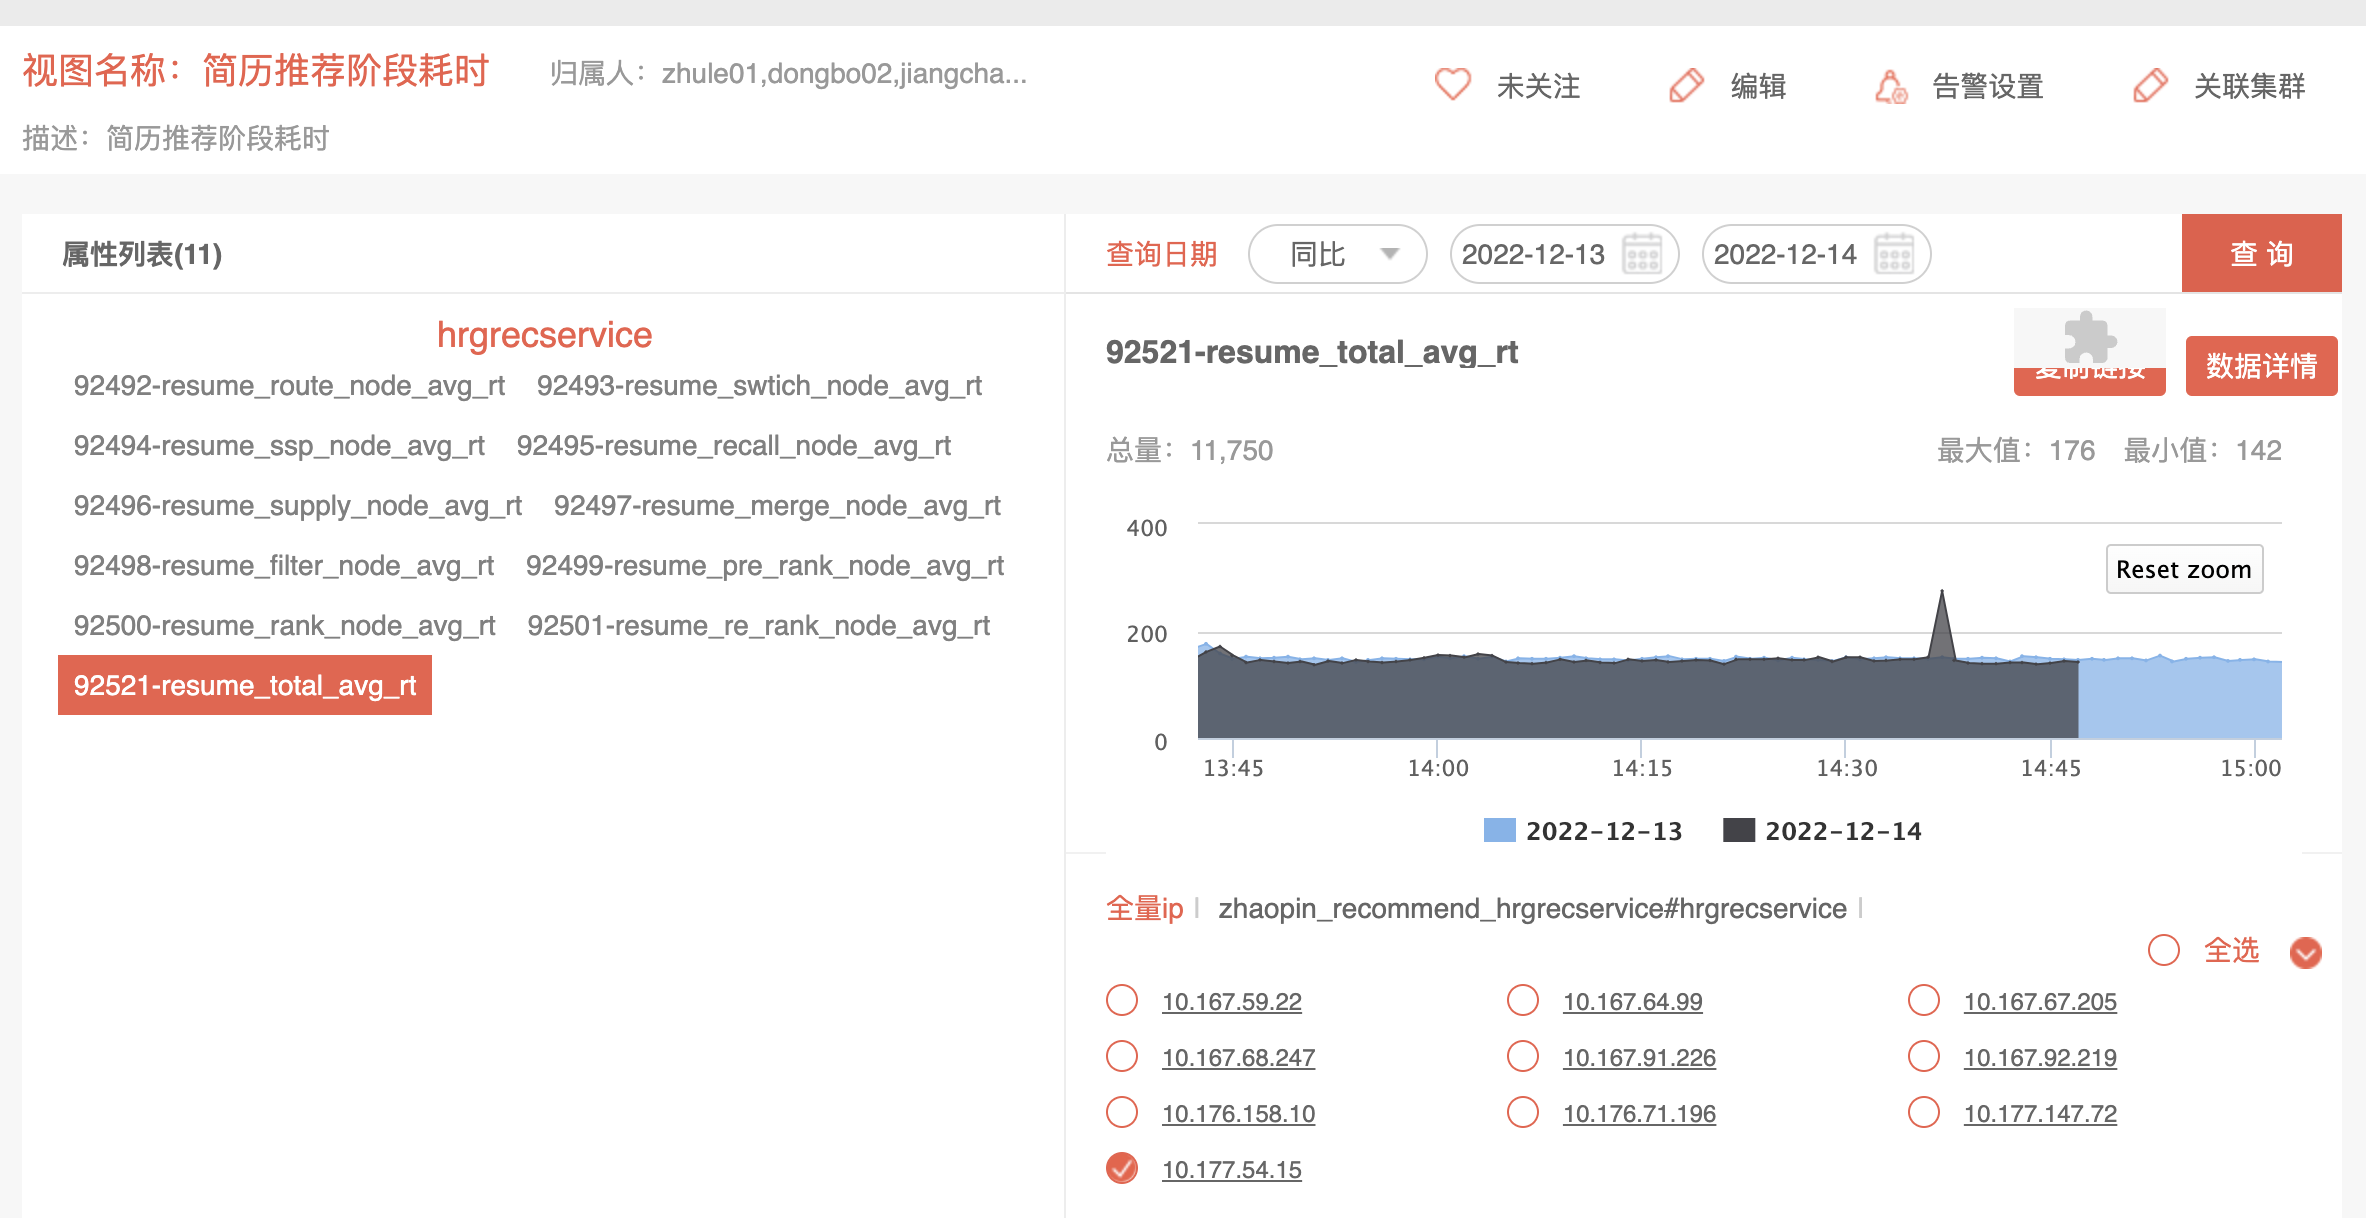 视图名称：简历推荐阶段耗时 归属人：zhule01,dongbo02,jiangcha... 未关注 编辑 告警设置 关联集群
描述：简历推荐阶段耗时
属性列表(11)
hrgrecservice
92492-resume_route_node_avg_rt 92493-resume_swtich_node_avg_rt
92494-resume_ssp_node_avg_rt 92495-resume_recall_node_avg_rt
92496-resume_supply_node_avg_rt 92497-resume_merge_node_avg_rt
92498-resume_filter_node_avg_rt 92499-resume_pre_rank_node_avg_rt
92500-resume_rank_node_avg_rt 92501-resume_re_rank_node_avg_rt
92521-resume_total_avg_rt
查询日期 同比 2022-12-13 2022-12-14 查 询
92521-resume_total_avg_rt 复制链接 数据详情
总量：11,750 最大值：176 最小值：142
400
Reset zoom
200
0
13:45 14:00 14:15 14:30 14:45 15:00
2022-12-13 2022-12-14
全量ip zhaopin_recommend_hrgrecservice#hrgrecservice
全选
10.167.59.22 10.167.64.99 10.167.67.205
10.167.68.247 10.167.91.226 10.167.92.219
10.176.158.10 10.176.71.196 10.177.147.72
10.177.54.15